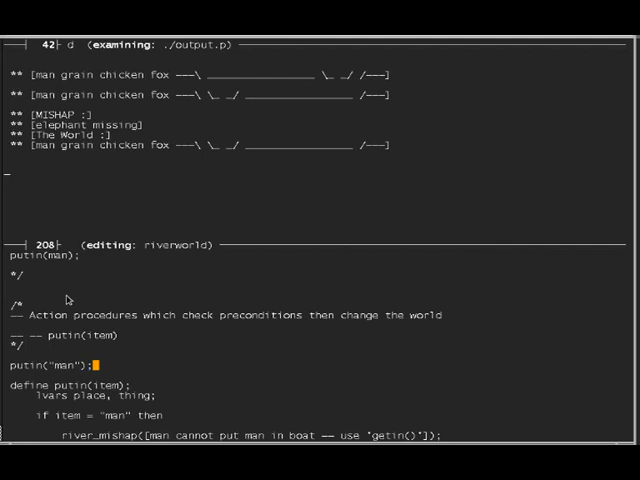 42 d (examining: ./output.p)
** [man grain chicken fox ---\ _________________ \_ _/ /---]
** [man grain chicken fox ---\ \_ _/ _________________ /---]
** [MISHAP :]
** [elephant missing]
** [The World :]
** [man grain chicken fox ---\ \_ _/ _________________ /---]
208 (editing: riverworld)
putin(man);
*/
/*
-- Action procedures which check preconditions then change the world
-- -- putin(item)
*/
putin("man");
define putin(item);
lvars place, thing;
if item = "man" then
river_mishap([man cannot put man in boat -- use 'getin()']);